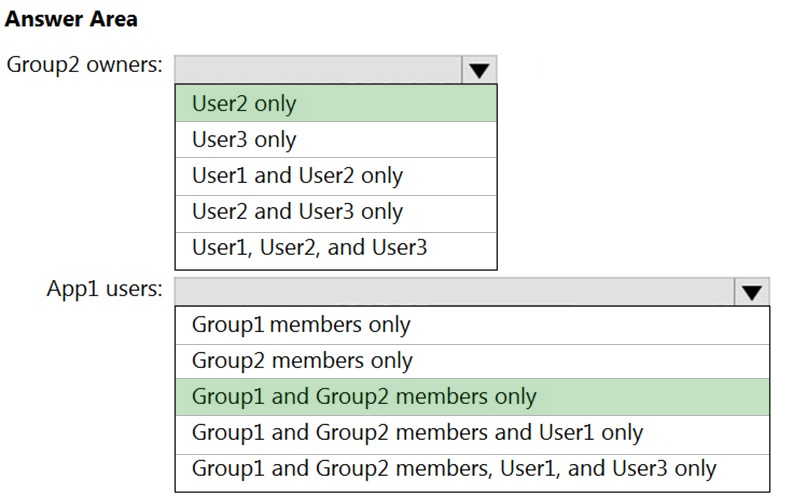 Answer Area
Group2 owners:
User2 only
User3 only
User1 and User2 only
User2 and User3 only
User1, User2, and User3
App1 users:
Group1 members only
Group2 members only
Group1 and Group2 members only
Group1 and Group2 members and User1 only
Group1 and Group2 members, User1, and User3 only